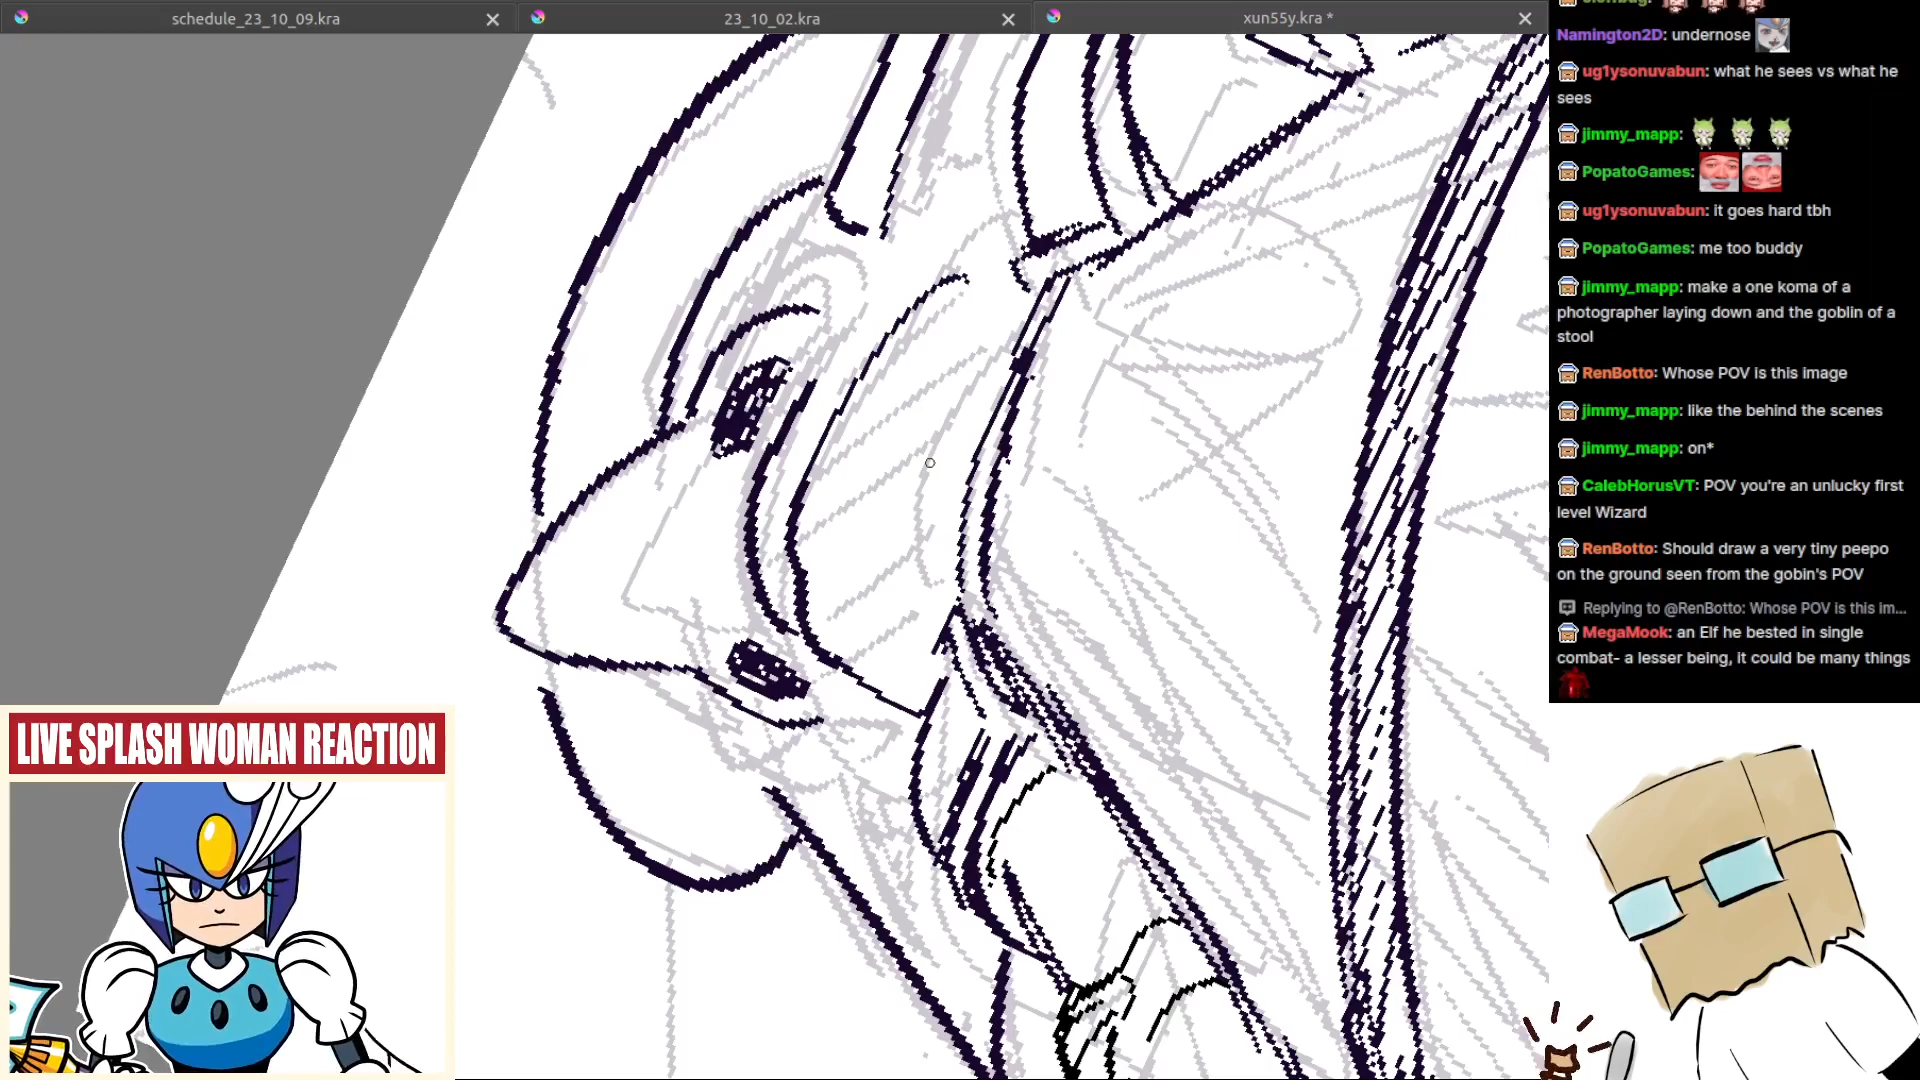 schedule_23_10_09.kra
23_10_02.kra
xun55y.kra *
Namington2D: undernose
ug1ysonuvabun: what he sees vs what he
sees
jimmy_mapp:
PopatoGames:
ug1ysonuvabun: it goes hard tbh
PopatoGames: me too buddy
jimmy_mapp: make a one koma of a
photographer laying down and the goblin of a
stool
RenBotto: Whose POV is this image
jimmy_mapp: like the behind the scenes
jimmy_mapp: on*
CalebHorusVT: POV you're an unlucky first
level Wizard
RenBotto: Should draw a very tiny peepo
on the ground seen from the gobin's POV
Replying to @RenBotto: Whose POV is this im...
MegaMook: an Elf he bested in single
combat- a lesser being, it could be many things
LIVE SPLASH WOMAN REACTION